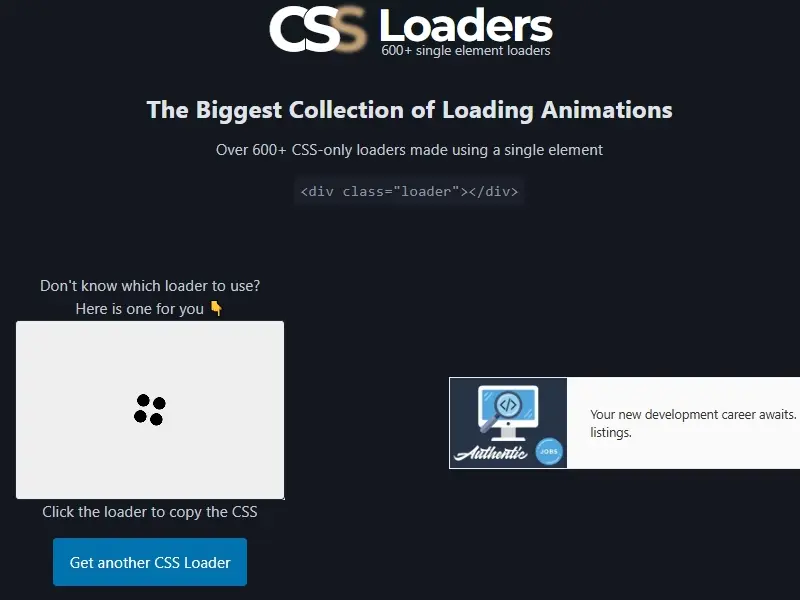 CSS Loaders
600+ single element loaders
The Biggest Collection of Loading Animations
Over 600+ CSS-only loaders made using a single element
<div class="loader"></div>
Don't know which loader to use?
Here is one for you 👇
Click the loader to copy the CSS
Get another CSS Loader
</>
Authentic
JOBS
Your new development career awaits.
listings.